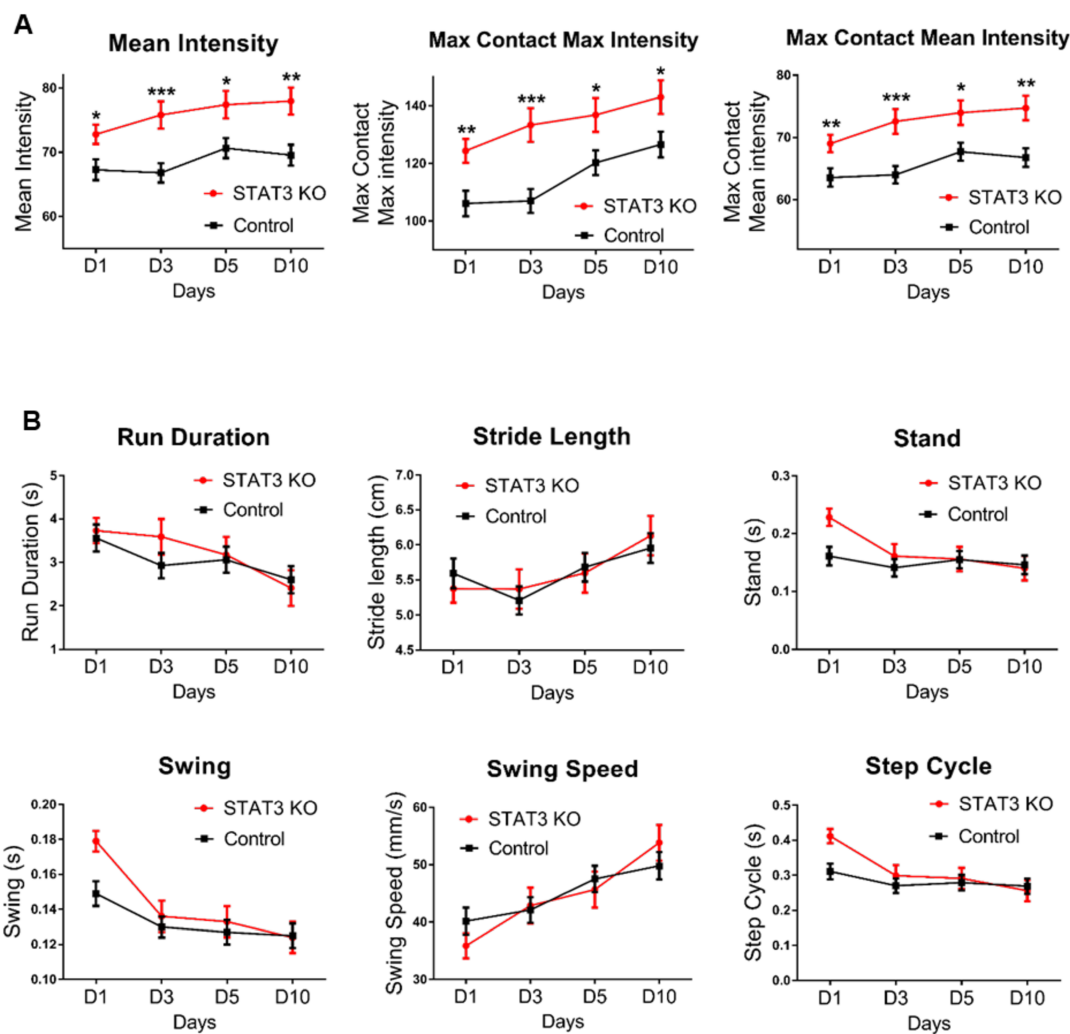 A
Mean Intensity
Mean Intensity
80
70
60
* *** * **
STAT3 KO
Control
D1 D3 D5 D10
Days
Max Contact Max Intensity
Max Contact
Max intensity
140
120
100
** *** * *
STAT3 KO
Control
D1 D3 D5 D10
Days
Max Contact Mean Intensity
Max Contact
Mean intensity
80
70
60
** *** * **
STAT3 KO
Control
D1 D3 D5 D10
Days
B
Run Duration
Run Duration (s)
5
4
3
2
1
STAT3 KO
Control
D1 D3 D5 D10
Days
Stride Length
Stride length (cm)
7.0
6.5
6.0
5.5
5.0
4.5
STAT3 KO
Control
D1 D3 D5 D10
Days
Stand
Stand (s)
0.3
0.2
0.1
0.0
STAT3 KO
Control
D1 D3 D5 D10
Days
Swing
Swing (s)
0.20
0.18
0.16
0.14
0.12
0.10
STAT3 KO
Control
D1 D3 D5 D10
Days
Swing Speed
Swing Speed (mm/s)
60
50
40
30
STAT3 KO
Control
D1 D3 D5 D10
Days
Step Cycle
Step Cycle (s)
0.5
0.4
0.3
0.2
0.1
0.0
STAT3 KO
Control
D1 D3 D5 D10
Days